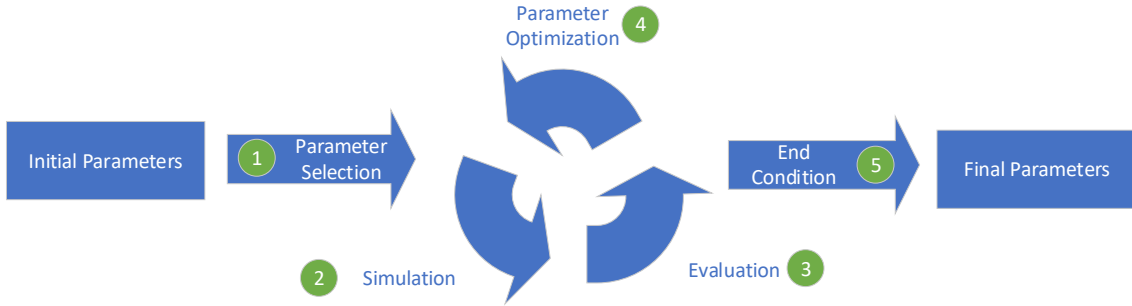 Initial Parameters
1
Parameter
Selection
2
Simulation
Evaluation
3
Parameter
Optimization
4
End
Condition
5
Final Parameters